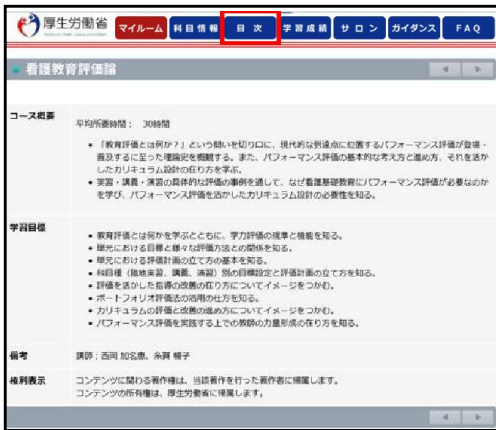 厚生労働省
マイルーム 科目情報 目 次 学習成績 サ ロ ン ガイダンス F A Q
看護教育評価論
コース概要
平均所要時間： 30時間
• 「教育評価とは何か？」という問いを切り口に、現代的な到達点に位置するパフォーマンス評価が登場・
普及するに至った理論史を概観する。また、パフォーマンス評価の基本的な考え方と進め方、それを活か
したカリキュラム設計の在り方を学ぶ。
• 実習・講義・演習の具体的な評価の事例を通して、なぜ看護基礎教育にパフォーマンス評価が必要なのか
を学び、パフォーマンス評価を活かしたカリキュラム設計の必要性を知る。
学習目標
• 教育評価とは何かを学ぶとともに、学力評価の規準と機能を知る。
• 単元における目標と様々な評価方法との関係を知る。
• 単元における評価計画の立て方の基本を知る。
• 科目種（臨地実習、講義、演習）別の目標設定と評価計画の立て方を知る。
• 評価を活かした指導の改善の在り方についてイメージをつかむ。
• ポートフォリオ評価法の活用の仕方を知る。
• カリキュラムの評価と改善の進め方についてイメージをつかむ。
• パフォーマンス評価を実践する上での教師の力量形成の在り方を知る。
備考
講師：西岡 加名恵、糸賀 暢子
権利表示
コンテンツに関わる著作権は、当該著作を行った著作者に帰属します。
コンテンツの所有権は、厚生労働省に帰属します。